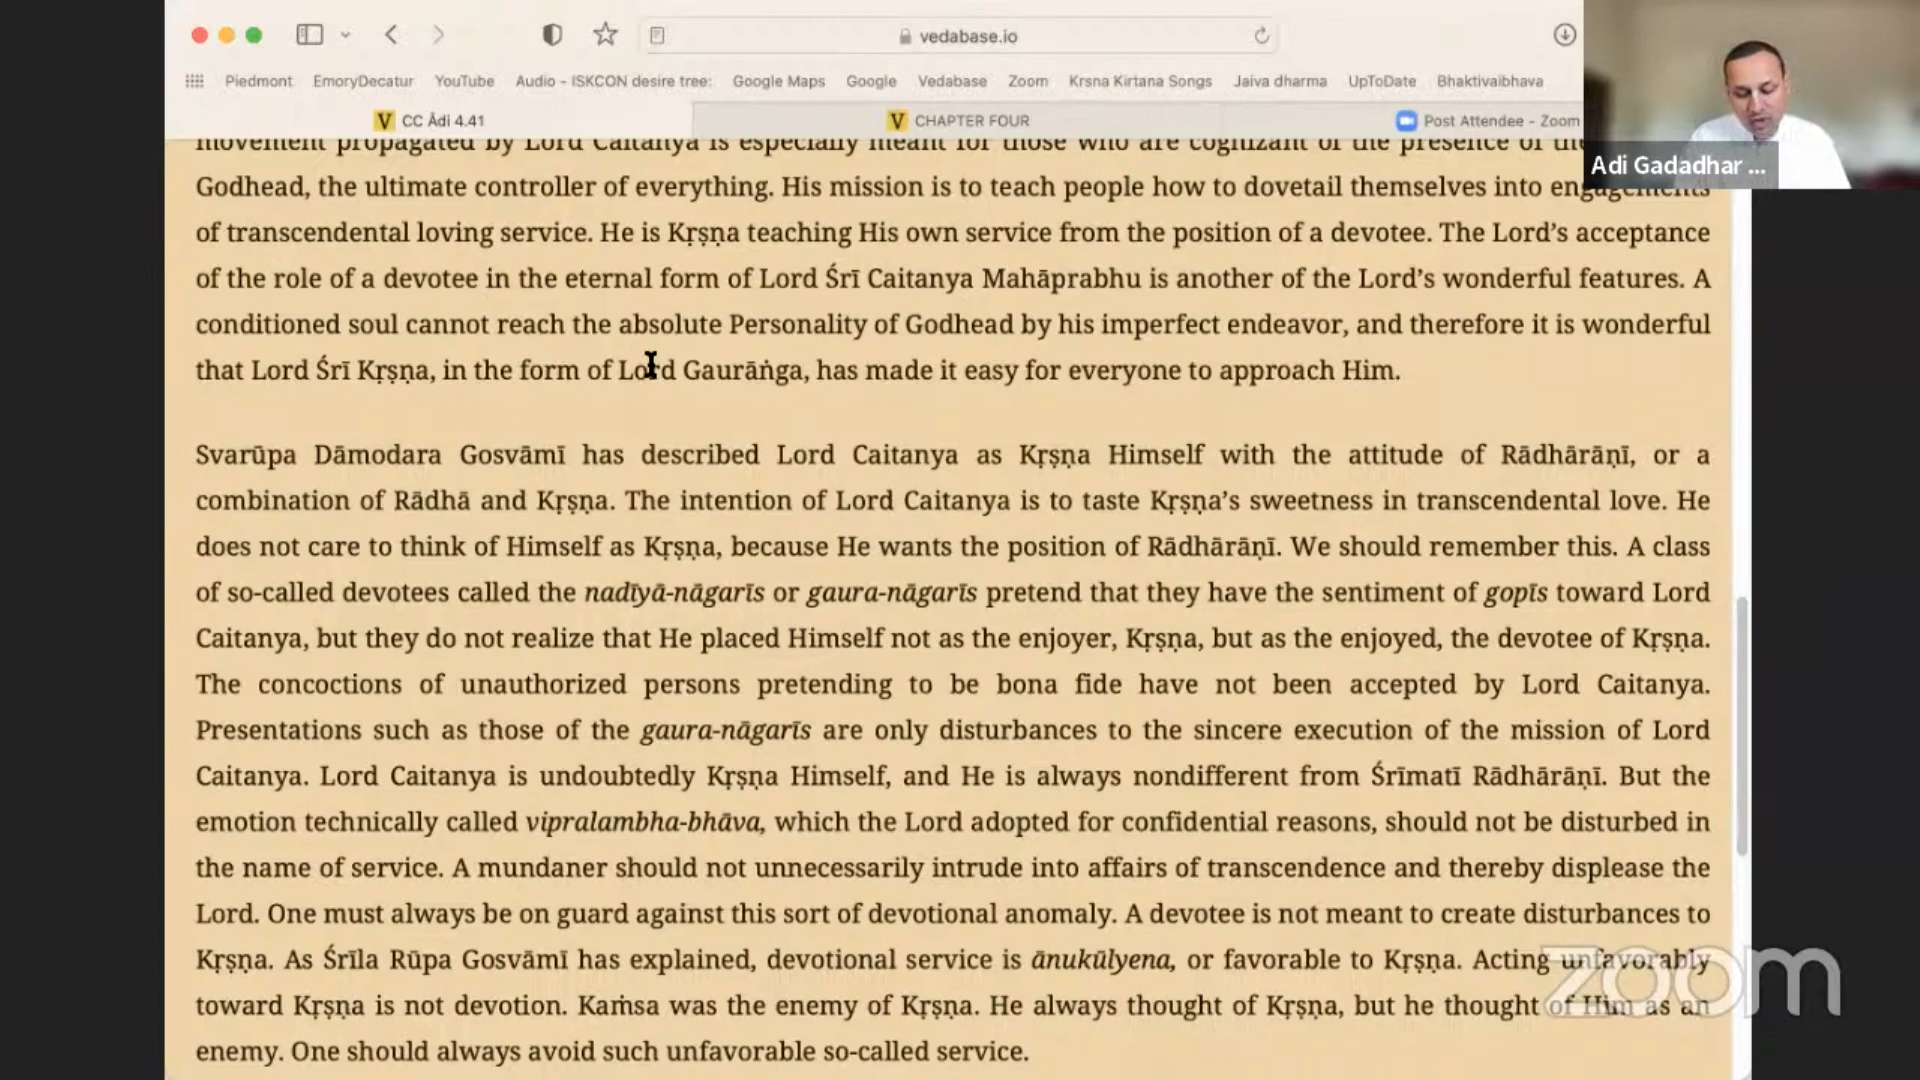 vedabase.io
Piedmont EmoryDecatur YouTube Audio - ISKCON desire tree: Google Maps Google Vedabase Zoom Krsna Kirtana Songs Jaiva dharma UpToDate Bhaktivaibhava
V CC Ādi 4.41
V CHAPTER FOUR
Post Attendee - Zoom
Adi Gadadhar ...
movement propagated by Lord Caitanya is especially meant for those who are cognizant of the presence of the
Godhead, the ultimate controller of everything. His mission is to teach people how to dovetail themselves into engagements
of transcendental loving service. He is Kṛṣṇa teaching His own service from the position of a devotee. The Lord’s acceptance
of the role of a devotee in the eternal form of Lord Śrī Caitanya Mahāprabhu is another of the Lord’s wonderful features. A
conditioned soul cannot reach the absolute Personality of Godhead by his imperfect endeavor, and therefore it is wonderful
that Lord Śrī Kṛṣṇa, in the form of Lord Gaurāṅga, has made it easy for everyone to approach Him.
Svarūpa Dāmodara Gosvāmī has described Lord Caitanya as Kṛṣṇa Himself with the attitude of Rādhārāṇī, or a
combination of Rādhā and Kṛṣṇa. The intention of Lord Caitanya is to taste Kṛṣṇa’s sweetness in transcendental love. He
does not care to think of Himself as Kṛṣṇa, because He wants the position of Rādhārāṇī. We should remember this. A class
of so-called devotees called the nadīyā-nāgarīs or gaura-nāgarīs pretend that they have the sentiment of gopīs toward Lord
Caitanya, but they do not realize that He placed Himself not as the enjoyer, Kṛṣṇa, but as the enjoyed, the devotee of Kṛṣṇa.
The concoctions of unauthorized persons pretending to be bona fide have not been accepted by Lord Caitanya.
Presentations such as those of the gaura-nāgarīs are only disturbances to the sincere execution of the mission of Lord
Caitanya. Lord Caitanya is undoubtedly Kṛṣṇa Himself, and He is always nondifferent from Śrīmatī Rādhārāṇī. But the
emotion technically called vipralambha-bhāva, which the Lord adopted for confidential reasons, should not be disturbed in
the name of service. A mundaner should not unnecessarily intrude into affairs of transcendence and thereby displease the
Lord. One must always be on guard against this sort of devotional anomaly. A devotee is not meant to create disturbances to
Kṛṣṇa. As Śrīla Rūpa Gosvāmī has explained, devotional service is ānukūlyena, or favorable to Kṛṣṇa. Acting unfavorably
toward Kṛṣṇa is not devotion. Kaṁsa was the enemy of Kṛṣṇa. He always thought of Kṛṣṇa, but he thought of Him as an
enemy. One should always avoid such unfavorable so-called service.
zoom